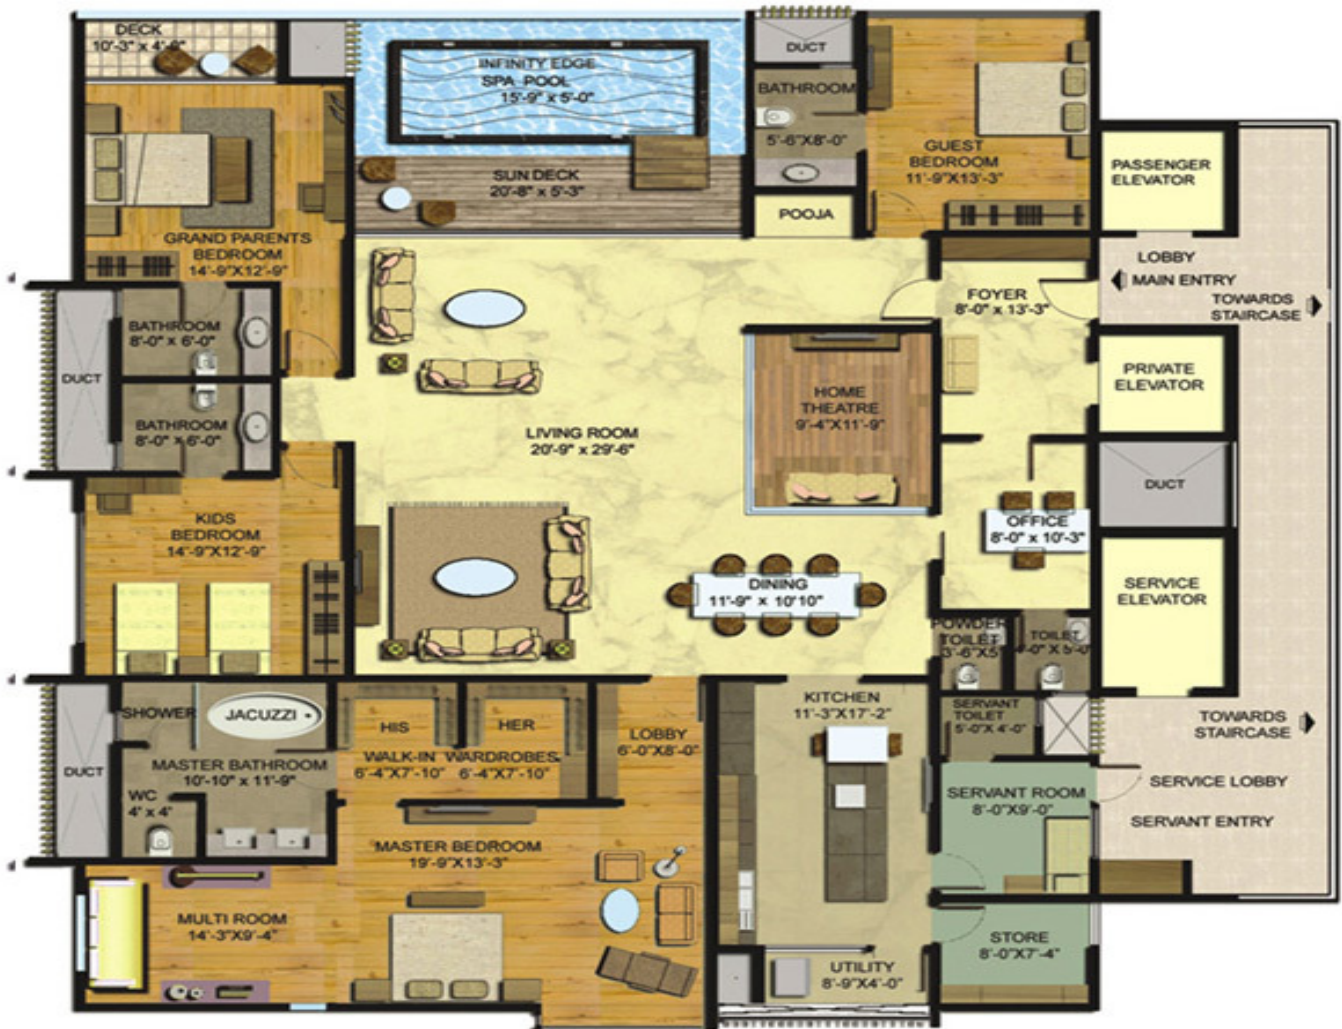 DECK
10'-3" x 4'-9"
INFINITY EDGE
SPA POOL
15'-9" x 5'-0"
DUCT
BATHROOM
5'-6"X8'-0"
GUEST
BEDROOM
11'-9"X13'-3"
PASSENGER
ELEVATOR
SUN DECK
20'-8" x 5'-3"
POOJA
GRAND PARENTS
BEDROOM
14'-9"X12'-9"
LOBBY
MAIN ENTRY
TOWARDS
STAIRCASE
FOYER
8'-0" x 13'-3"
BATHROOM
8'-0" x 6'-0"
DUCT
BATHROOM
8'-0" x 6'-0"
PRIVATE
ELEVATOR
HOME
THEATRE
9'-4"X11'-9"
LIVING ROOM
20'-9" x 29'-6"
DUCT
KIDS
BEDROOM
14'-9"X12'-9"
OFFICE
8'-0" x 10'-3"
DINING
11'-9" x 10'10"
SERVICE
ELEVATOR
POWDER
TOILET
3'-6"X5'
TOILET
-0" X 5'-0"
KITCHEN
11'-3"X17'-2"
SERVANT
TOILET
5'-0"X 4'-0"
TOWARDS
STAIRCASE
SHOWER
JACUZZI
HIS
HER
WALK-IN WARDROBES
6'-4"X7'-10" 6'-4"X7'-10"
LOBBY
6'-0"X8'-0"
DUCT
MASTER BATHROOM
10'-10" x 11'-9"
WC
4' x 4'
SERVICE LOBBY
SERVANT ROOM
8'-0"X9'-0"
SERVANT ENTRY
MASTER BEDROOM
19'-9"X13'-3"
MULTI ROOM
14'-3"X9'-4"
STORE
8'-0"X7'-4"
UTILITY
8'-9"X4'-0"